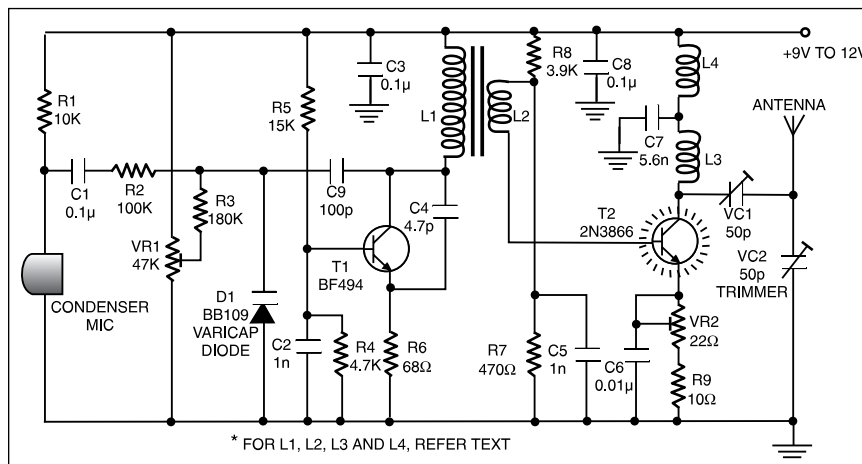 R1
10K
C1
0.1µ
R2
100K
R3
180K
VR1
47K
CONDENSER
MIC
D1
BB109
VARICAP
DIODE
R5
15K
C3
0.1µ
C9
100p
T1
BF494
C2
1n
R4
4.7K
R6
68Ω
C4
4.7p
L1
L2
R8
3.9K
C8
0.1µ
L4
+9V TO 12V
ANTENNA
C7
5.6n
L3
T2
2N3866
VC1
50p
VC2
50p
TRIMMER
R7
470Ω
C5
1n
C6
0.01µ
VR2
22Ω
R9
10Ω
* FOR L1, L2, L3 AND L4, REFER TEXT